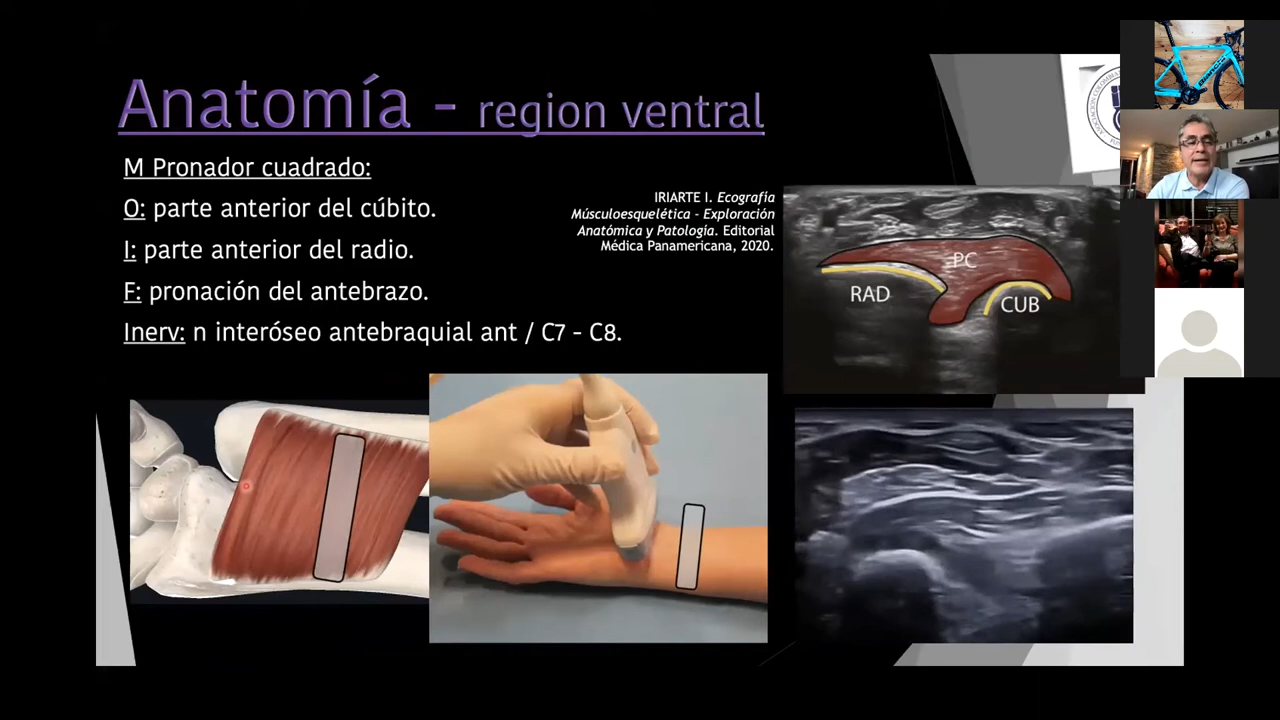 Anatomía - region ventral
M Pronador cuadrado:
O: parte anterior del cúbito.
I: parte anterior del radio.
F: pronación del antebrazo.
Inerv: n interóseo antebraquial ant / C7 - C8.
IRIARTE I. Ecografía
Músculoesquelética - Exploración
Anatómica y Patología. Editorial
Médica Panamericana, 2020.
PC
RAD
CUB